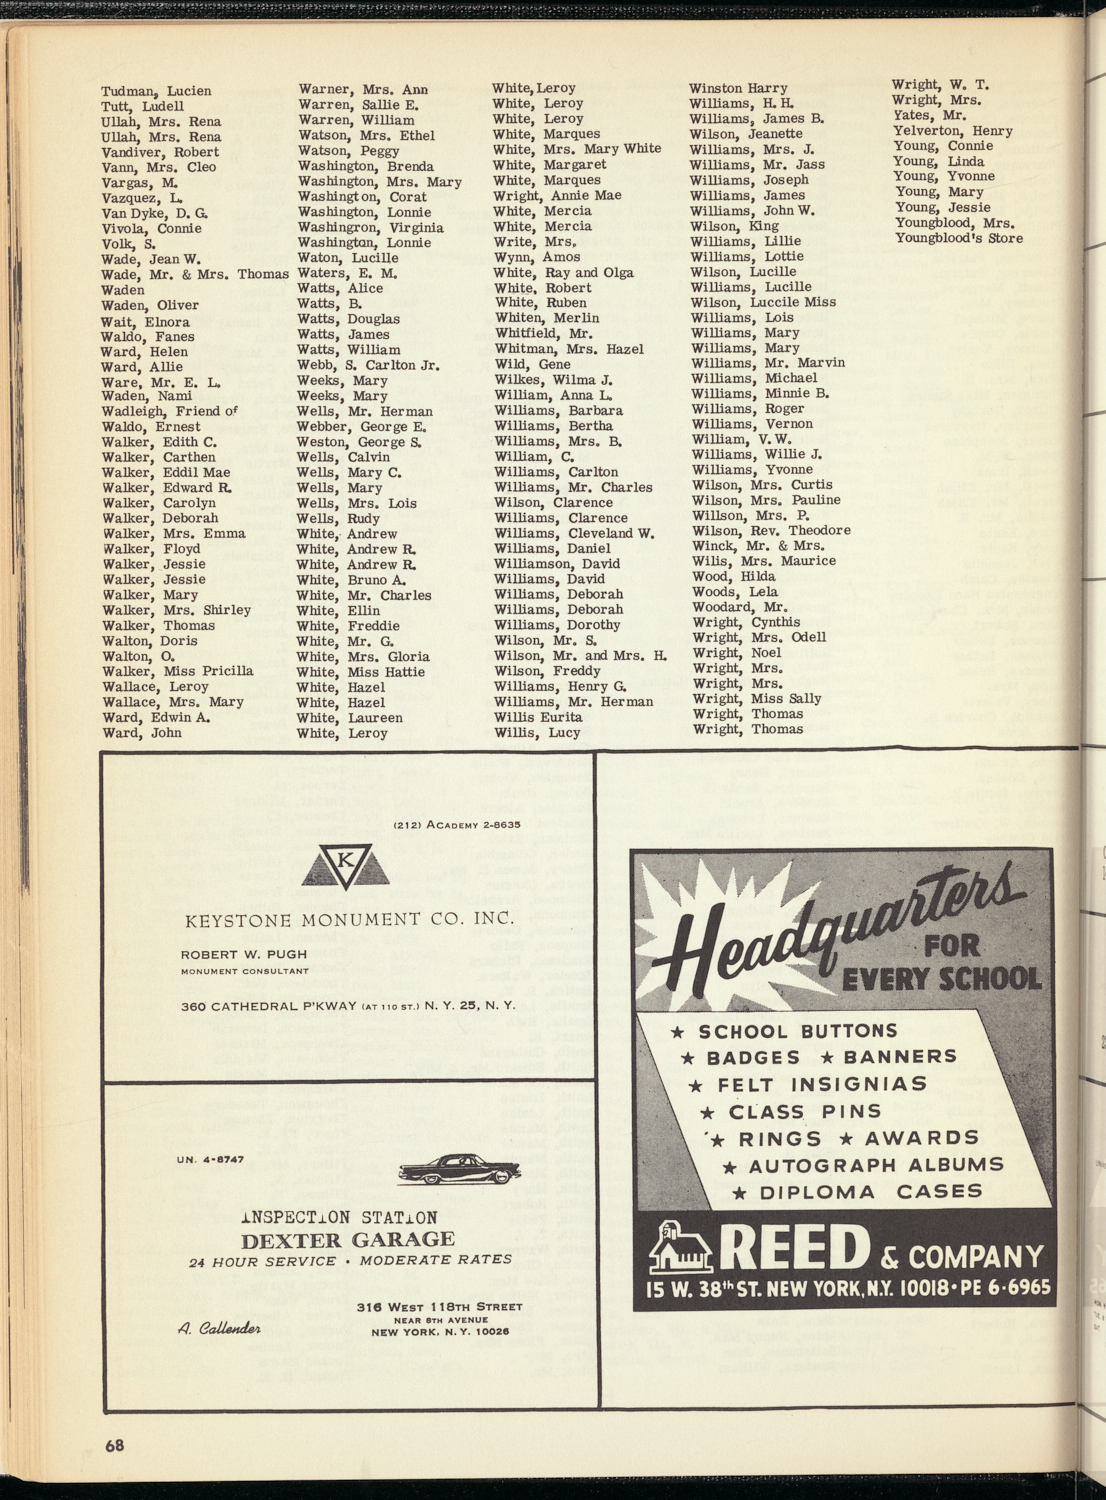 Tudman, Lucien
Tutt, Ludell
Ullah, Mrs. Rena
Ullah, Mrs. Rena
Vandiver, Robert
Vann, Mrs. Cleo
Vargas, M.
Vazquez, L.
Van Dyke, D. G.
Vivola, Connie
Volk, S.
Wade, Jean W.
Wade, Mr. & Mrs. Thomas
Waden
Waden, Oliver
Wait, Elnora
Waldo, Fanes
Ward, Helen
Ward, Allie
Ware, Mr. E. L.
Waden, Nami
Wadleigh, Friend of
Waldo, Ernest
Walker, Edith C.
Walker, Carthen
Walker, Eddil Mae
Walker, Edward R.
Walker, Carolyn
Walker, Deborah
Walker, Mrs. Emma
Walker, Floyd
Walker, Jessie
Walker, Jessie
Walker, Mary
Walker, Mrs. Shirley
Walker, Thomas
Walton, Doris
Walton, O.
Walker, Miss Pricilla
Wallace, Leroy
Wallace, Mrs. Mary
Ward, Edwin A.
Ward, John
Warner, Mrs. Ann
Warren, Sallie E.
Warren, William
Watson, Mrs. Ethel
Watson, Peggy
Washington, Brenda
Washington, Mrs. Mary
Washington, Corat
Washington, Lonnie
Washingron, Virginia
Washington, Lonnie
Waton, Lucille
Waters, E. M.
Watts, Alice
Watts, B.
Watts, Douglas
Watts, James
Watts, William
Webb, S. Carlton Jr.
Weeks, Mary
Weeks, Mary
Wells, Mr. Herman
Webber, George E.
Weston, George S.
Wells, Calvin
Wells, Mary C.
Wells, Mary
Wells, Mrs. Lois
Wells, Rudy
White, Andrew
White, Andrew R.
White, Andrew R.
White, Bruno A.
White, Mr. Charles
White, Ellin
White, Freddie
White, Mr. G.
White, Mrs. Gloria
White, Miss Hattie
White, Hazel
White, Hazel
White, Laureen
White, Leroy
White, Leroy
White, Leroy
White, Leroy
White, Marques
White, Mrs. Mary White
White, Margaret
White, Marques
Wright, Annie Mae
White, Mercia
White, Mercia
Write, Mrs.
Wynn, Amos
White, Ray and Olga
White, Robert
White, Ruben
Whiten, Merlin
Whitfield, Mr.
Whitman, Mrs. Hazel
Wild, Gene
Wilkes, Wilma J.
William, Anna L.
Williams, Barbara
Williams, Bertha
Williams, Mrs. B.
William, C.
Williams, Carlton
Williams, Mr. Charles
Wilson, Clarence
Williams, Clarence
Williams, Cleveland W.
Williams, Daniel
Williamson, David
Williams, David
Williams, Deborah
Williams, Deborah
Williams, Dorothy
Wilson, Mr. S.
Wilson, Mr. and Mrs. H.
Wilson, Freddy
Williams, Henry G.
Williams, Mr. Herman
Willis Eurita
Willis, Lucy
Winston Harry
Williams, H. H.
Williams, James B.
Wilson, Jeanette
Williams, Mrs. J.
Williams, Mr. Jass
Williams, Joseph
Williams, James
Williams, John W.
Wilson, King
Williams, Lillie
Williams, Lottie
Wilson, Lucille
Williams, Lucille
Wilson, Luccile Miss
Williams, Lois
Williams, Mary
Williams, Mary
Williams, Mr. Marvin
Williams, Michael
Williams, Minnie B.
Williams, Roger
Williams, Vernon
William, V. W.
Williams, Willie J.
Williams, Yvonne
Wilson, Mrs. Curtis
Wilson, Mrs. Pauline
Willson, Mrs. P.
Wilson, Rev. Theodore
Winck, Mr. & Mrs.
Wilis, Mrs. Maurice
Wood, Hilda
Woods, Lela
Woodard, Mr.
Wright, Cynthis
Wright, Mrs. Odell
Wright, Noel
Wright, Mrs.
Wright, Mrs.
Wright, Miss Sally
Wright, Thomas
Wright, Thomas
Wright, W. T.
Wright, Mrs.
Yates, Mr.
Yelverton, Henry
Young, Connie
Young, Linda
Young, Yvonne
Young, Mary
Young, Jessie
Youngblood, Mrs.
Youngblood's Store
(212) ACADEMY 2-8635
K
KEYSTONE MONUMENT CO. INC.
ROBERT W. PUGH
MONUMENT CONSULTANT
360 CATHEDRAL P'KWAY (AT 110 ST.) N. Y. 25, N. Y.
UN. 4-8747
INSPECTION STATION
DEXTER GARAGE
24 HOUR SERVICE • MODERATE RATES
316 WEST 118TH STREET
NEAR 8TH AVENUE
A. Callender NEW YORK, N. Y. 10026
Headquarters
FOR
EVERY SCHOOL
★ SCHOOL BUTTONS
★ BADGES ★ BANNERS
★ FELT INSIGNIAS
★ CLASS PINS
★ RINGS ★ AWARDS
★ AUTOGRAPH ALBUMS
★ DIPLOMA CASES
REED & COMPANY
15 W. 38th ST. NEW YORK, N.Y. 10018 • PE 6-6965
68